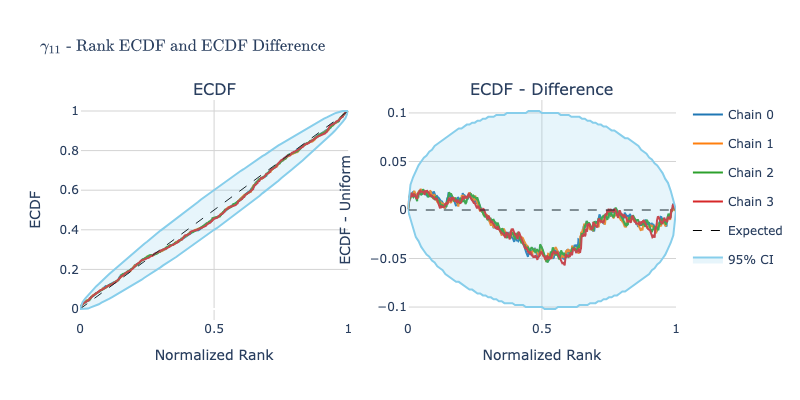 γ11 - Rank ECDF and ECDF Difference
ECDF
ECDF - Difference
ECDF
1
0.8
0.6
0.4
0.2
0
0
0.5
1
Normalized Rank
ECDF - Uniform
0.1
0.05
0
−0.05
−0.1
0
0.5
1
Normalized Rank
Chain 0
Chain 1
Chain 2
Chain 3
Expected
95% CI